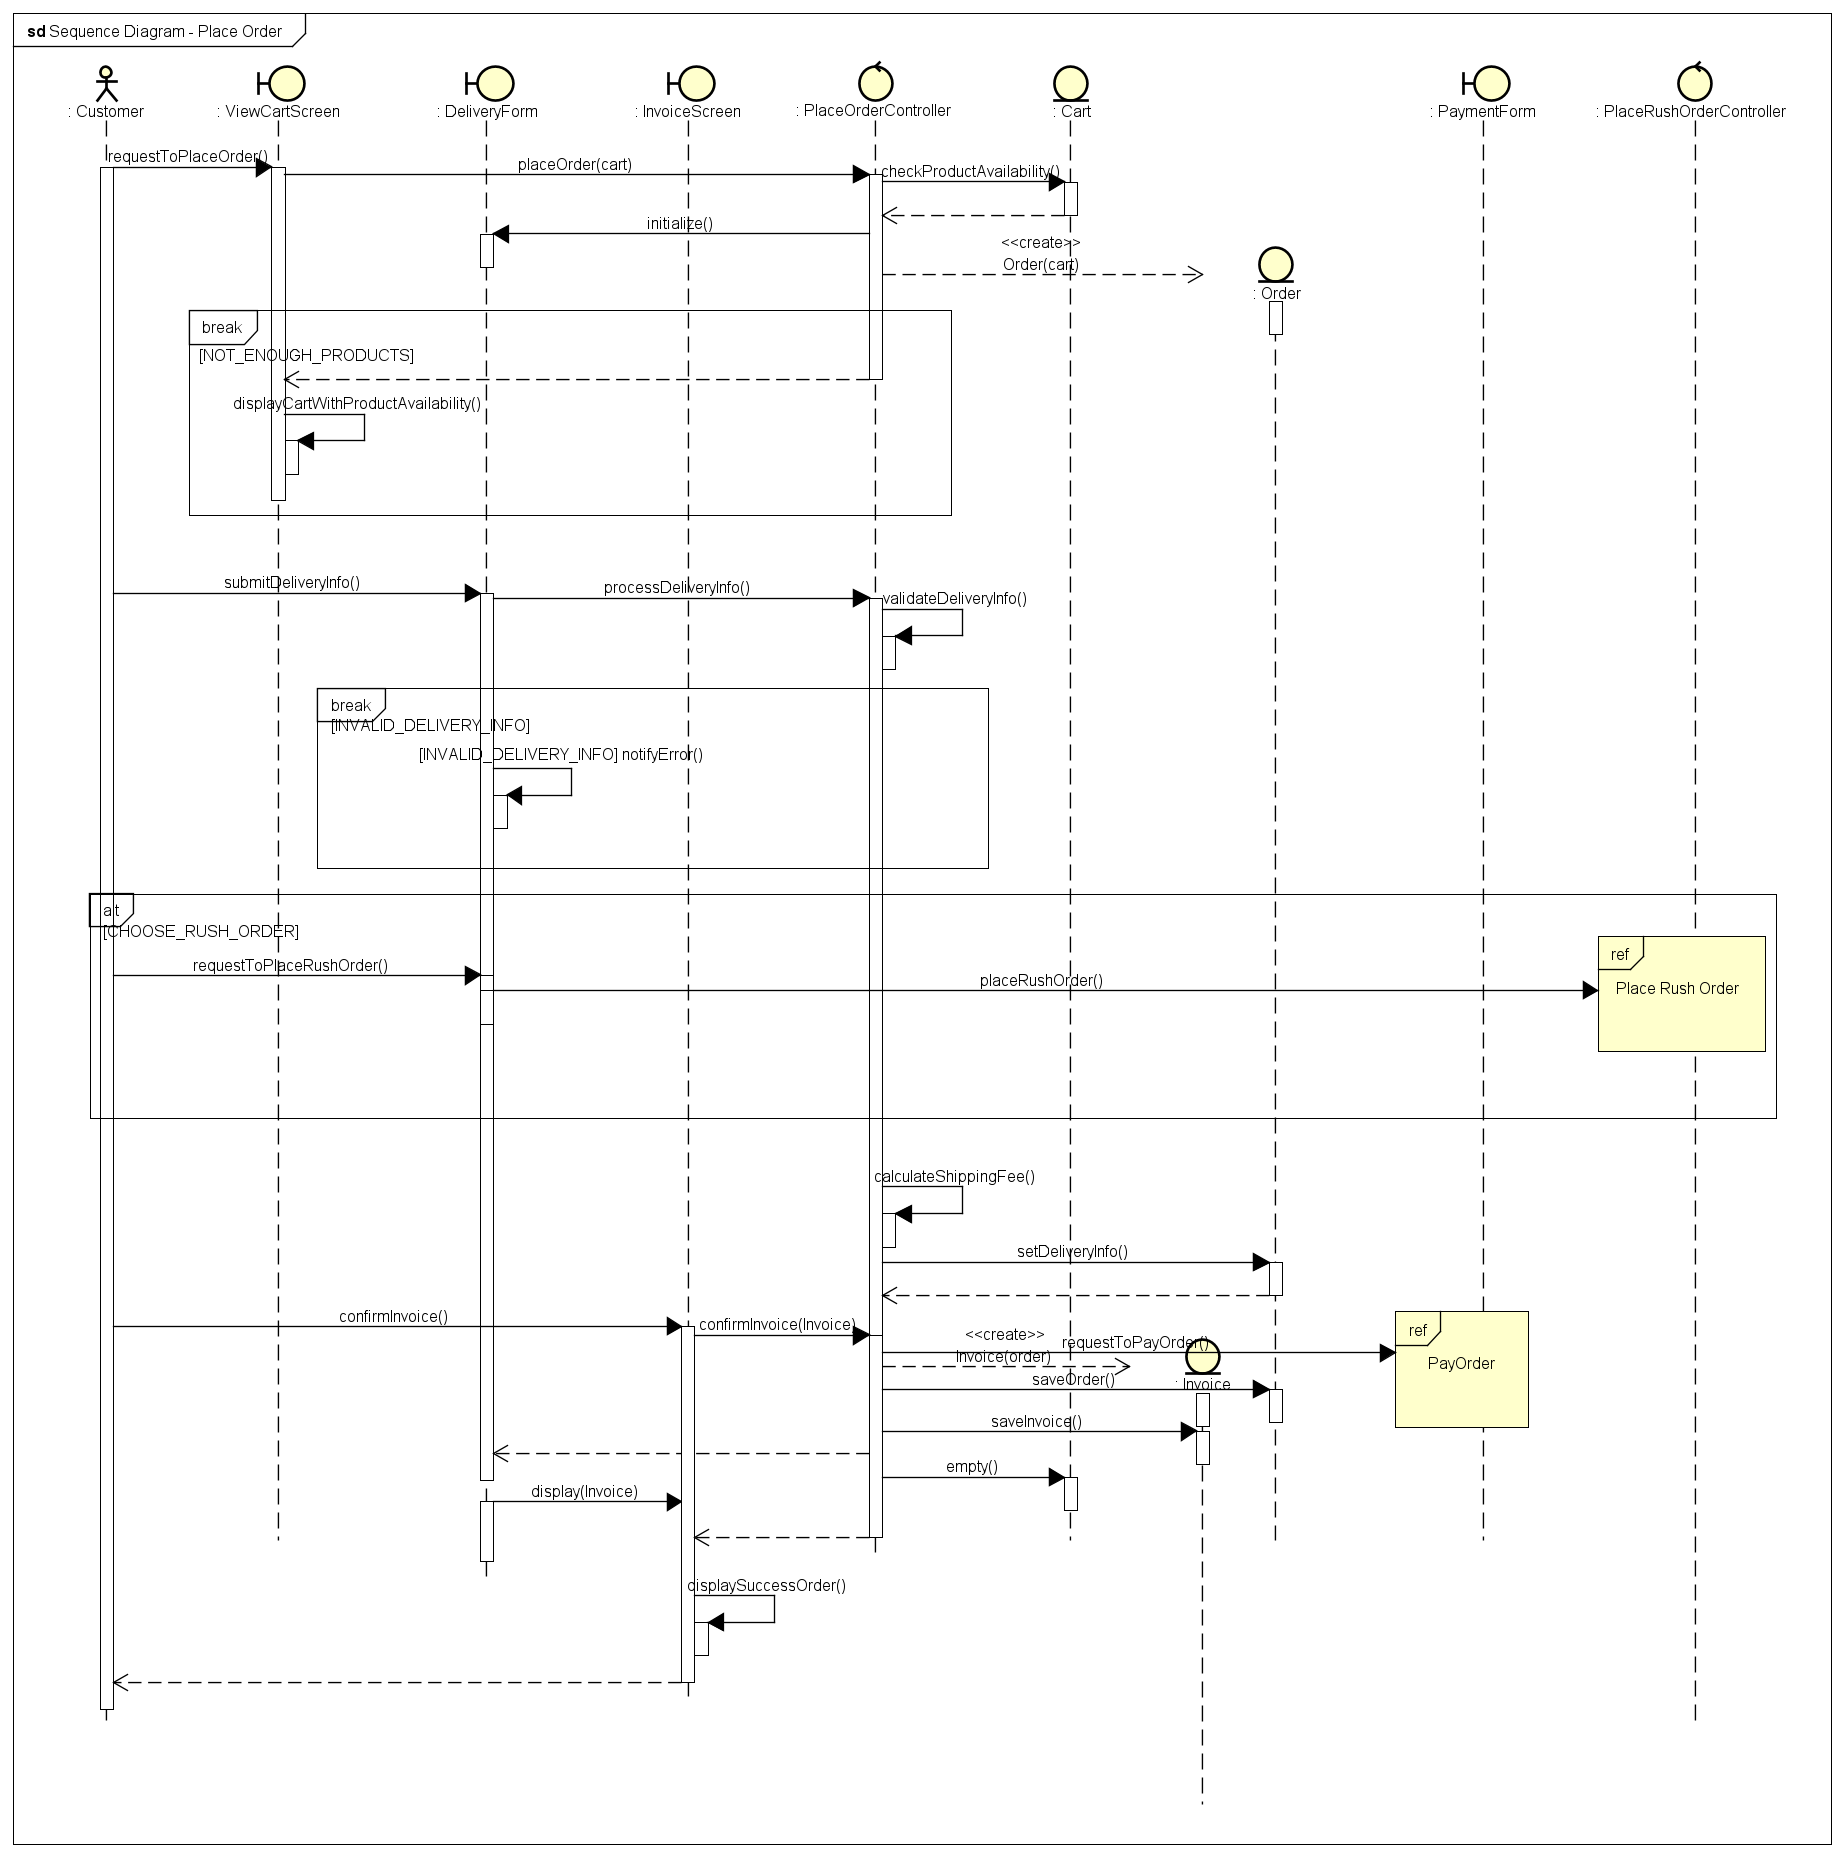 sd Sequence Diagram - Place Order
: Customer
: ViewCartScreen
: DeliveryForm
: InvoiceScreen
: PlaceOrderController
: Cart
: PaymentForm
: PlaceRushOrderController
requestToPlaceOrder()
placeOrder(cart)
checkProductAvailability()
initialize()
<<create>>
Order(cart)
: Order
break
[NOT_ENOUGH_PRODUCTS]
displayCartWithProductAvailability()
submitDeliveryInfo()
processDeliveryInfo()
validateDeliveryInfo()
break
[INVALID_DELIVERY_INFO]
[INVALID_DELIVERY_INFO] notifyError()
alt
[CHOOSE_RUSH_ORDER]
requestToPlaceRushOrder()
placeRushOrder()
ref
Place Rush Order
calculateShippingFee()
setDeliveryInfo()
confirmInvoice()
confirmInvoice(Invoice)
<<create>>
Invoice(order)
requestToPayOrder()
ref
PayOrder
: Invoice
saveOrder()
saveInvoice()
empty()
display(Invoice)
displaySuccessOrder()